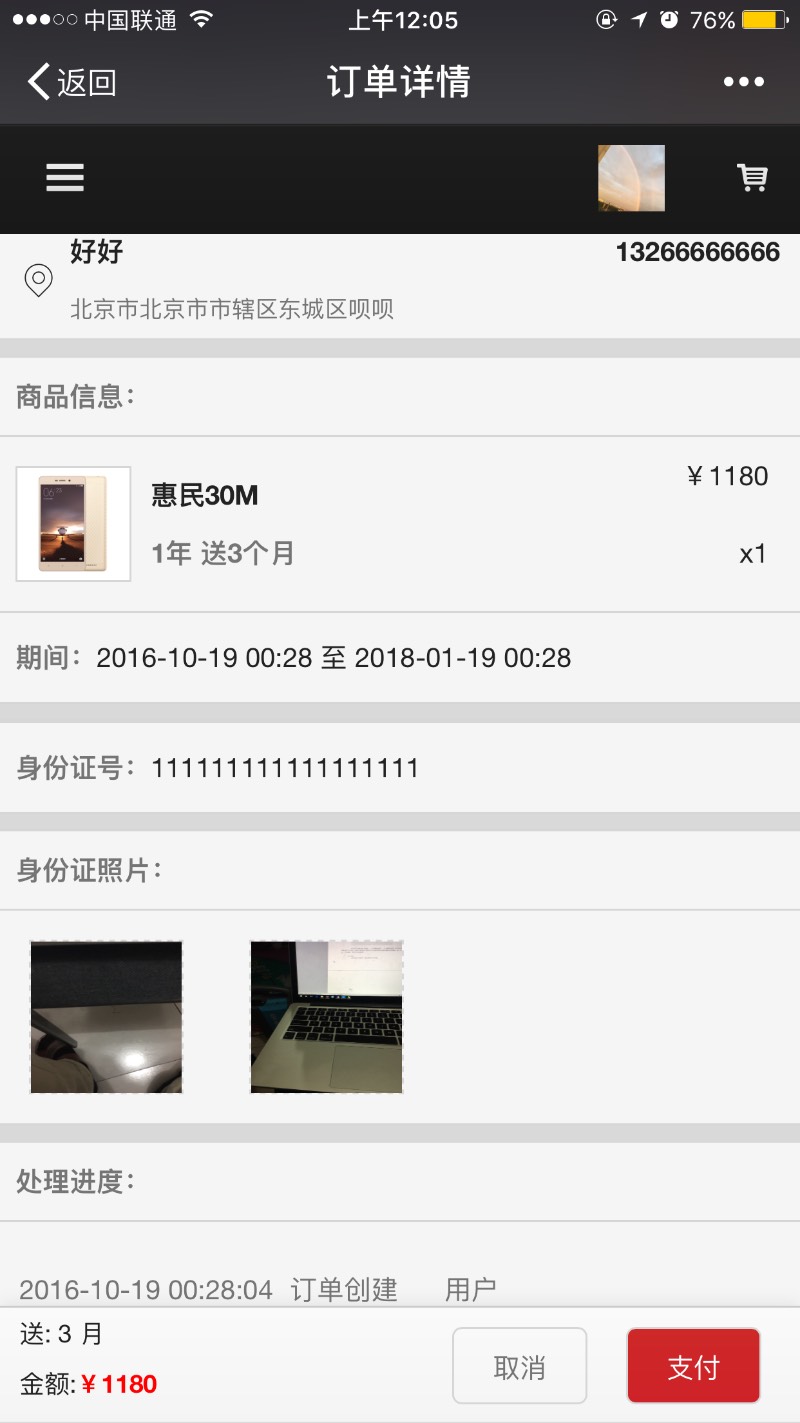 中国联通 上午12:05 76%
返回 订单详情
好好 13266666666
北京市北京市市辖区东城区呗呗
商品信息：
惠民30M ￥1180
1年 送3个月 x1
期间： 2016-10-19 00:28 至 2018-01-19 00:28
身份证号： 111111111111111111
身份证照片：
处理进度：
2016-10-19 00:28:04 订单创建 用户
送: 3 月
金额: ¥ 1180
取消 支付